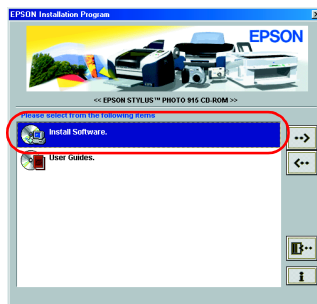 EPSON Installation Program
EPSON
<< EPSON STYLUS™ PHOTO 915 CD-ROM >>
Please select from the following items
Install Software.
User Guides.